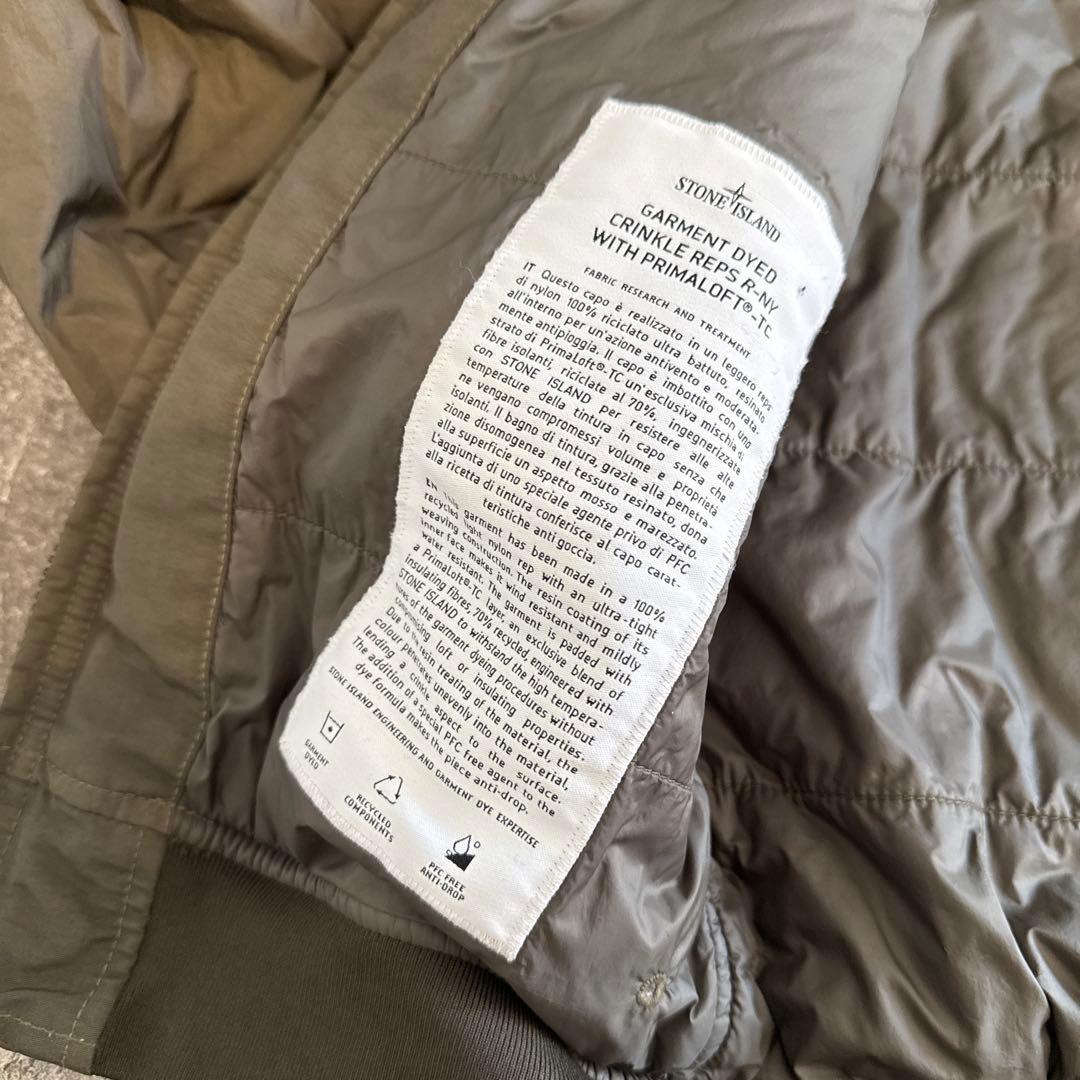 STONE ISLAND
GARMENT DYED
CRINKLE REPS R-NY
WITH PRIMALOFT®-TC
FABRIC RESEARCH AND TREATMENT
IT Questo capo è realizzato in un leggero reps
di nylon 100% riciclato ultra battuto, resinato
all'interno per un'azione antivento e moderata-
mente antipioggia. Il capo è imbottito con uno
strato di PrimaLoft®-TC un'esclusiva mischia di
fibre isolanti, riciclate al 70%, ingegnerizzate
con STONE ISLAND per resistere alle alte
temperature della tintura in capo senza che
ne vengano compromessi volume e proprietà
isolanti. Il bagno di tintura, grazie alla penetra-
zione disomogenea nel tessuto resinato, dona
alla superficie un aspetto mosso e marezzato.
L'aggiunta di uno speciale agente privo di PFC
alla ricetta di tintura conferisce al capo carat-
teristiche anti goccia.
EN This garment has been made in a 100%
recycled light nylon rep with an ultra-tight
weaving construction. The resin coating of its
inner face makes it wind resistant and mildly
water resistant. The garment is padded with
a PrimaLoft®-TC layer, an exclusive blend of
insulating fibres, 70% recycled, engineered with
STONE ISLAND to withstand the high tempera-
tures of the garment dyeing procedures without
compromising loft or insulating properties.
Due to the resin treating of the material, the
colour penetrates unevenly into the material,
lending a crinkle aspect to the surface.
The addition of a special PFC-free agent to the
dye formula makes the piece anti-drop.
STONE ISLAND ENGINEERING AND GARMENT DYE EXPERTISE
GARMENT
DYED
RECYCLED
COMPONENTS
PFC FREE
ANTI-DROP